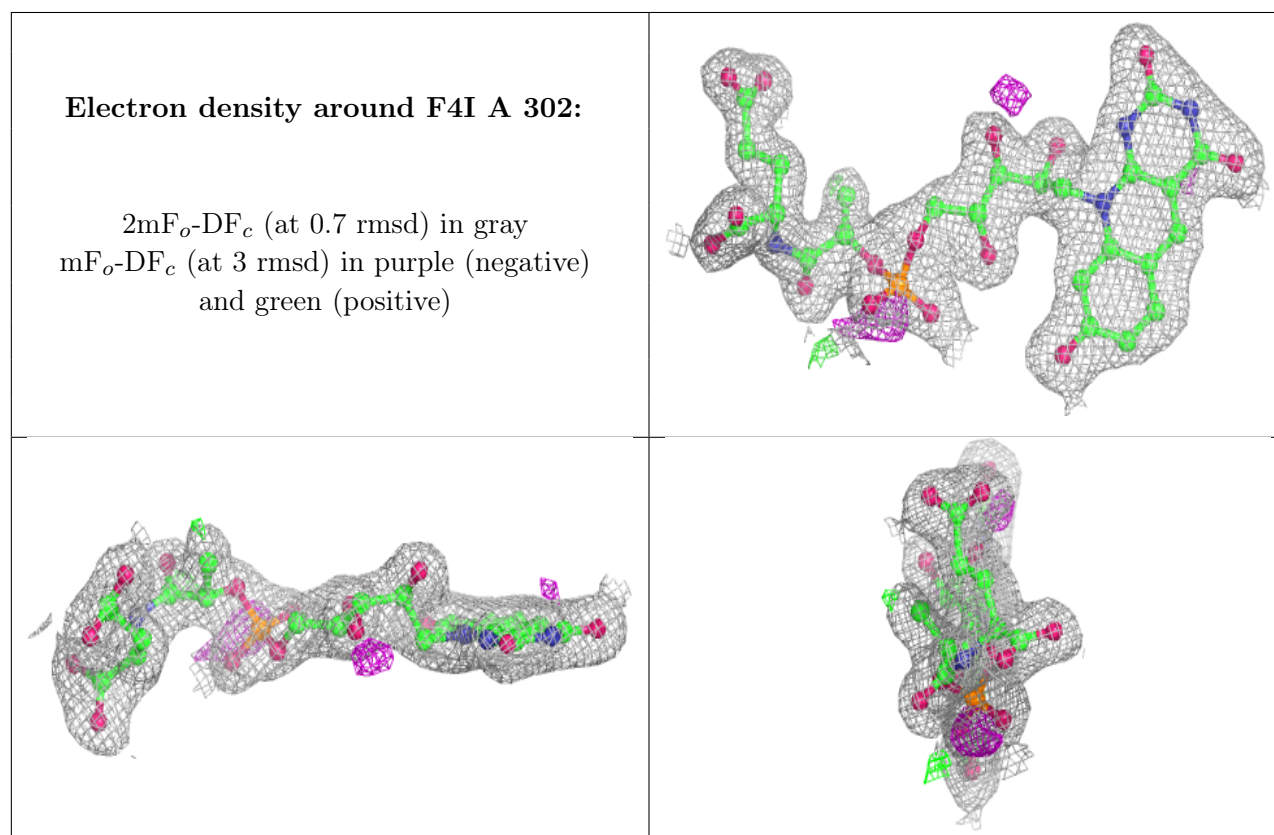 Electron density around F4I A 302:
2mFo-DFc (at 0.7 rmsd) in gray
mFo-DFc (at 3 rmsd) in purple (negative)
and green (positive)